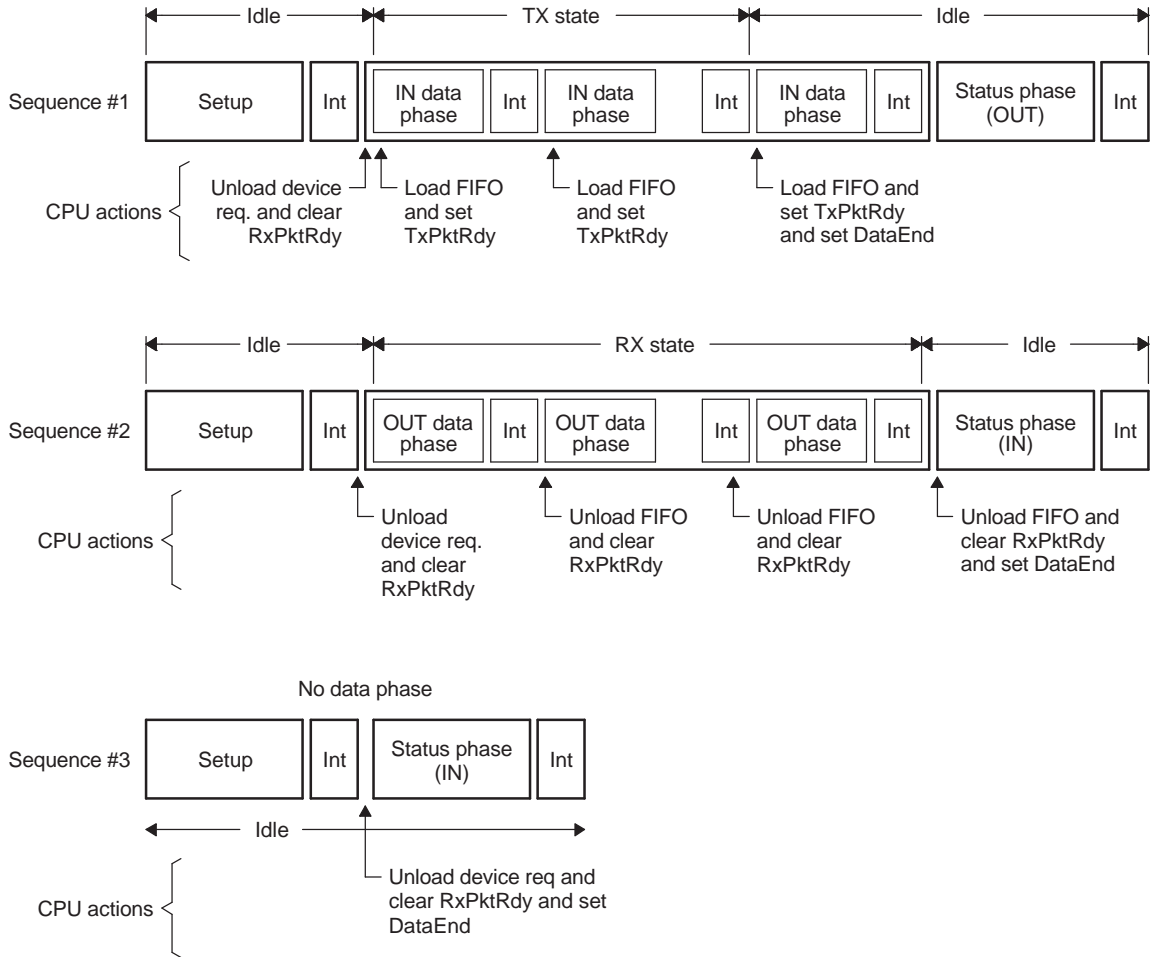 Idle
TX state
Idle
Sequence #1
Setup
Int
IN data
phase
Int
IN data
phase
Int
IN data
phase
Int
Status phase
(OUT)
Int
CPU actions
Unload device
req. and clear
RxPktRdy
Load FIFO
and set
TxPktRdy
Load FIFO
and set
TxPktRdy
Load FIFO and
set TxPktRdy
and set DataEnd
Idle
RX state
Idle
Sequence #2
Setup
Int
OUT data
phase
Int
OUT data
phase
Int
OUT data
phase
Int
Status phase
(IN)
Int
CPU actions
Unload
device req.
and clear
RxPktRdy
Unload FIFO
and clear
RxPktRdy
Unload FIFO
and clear
RxPktRdy
Unload FIFO and
clear RxPktRdy
and set DataEnd
No data phase
Sequence #3
Setup
Int
Status phase
(IN)
Int
Idle
CPU actions
Unload device req and
clear RxPktRdy and set
DataEnd